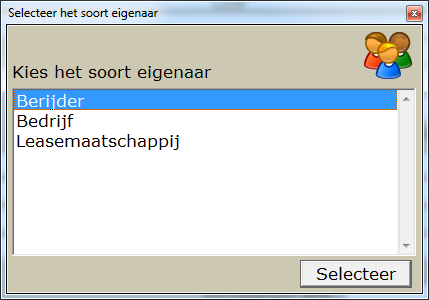 Selecteer het soort eigenaar
Kies het soort eigenaar
Berijder
Bedrijf
Leasemaatschappij
Selecteer